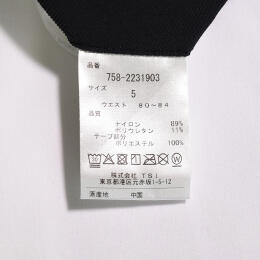 品番
758-2231903
サイズ
5
ウエスト 80~84
ナイロン 89%
ポリウレタン 11%
テープ部分
ポリエステル 100%
株式会社 TSI
東京都港区元赤坂1-5-12
原産地 中国